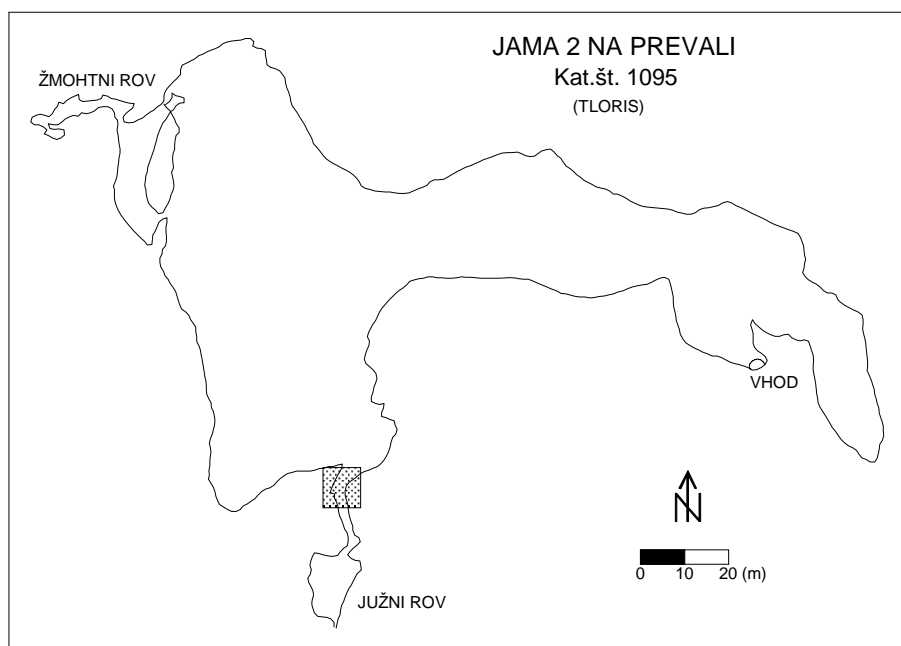 JAMA 2 NA PREVALI
Kat.št. 1095
(TLORIS)
ŽMOHTNI ROV
VHOD
N
0 10 20 (m)
JUŽNI ROV